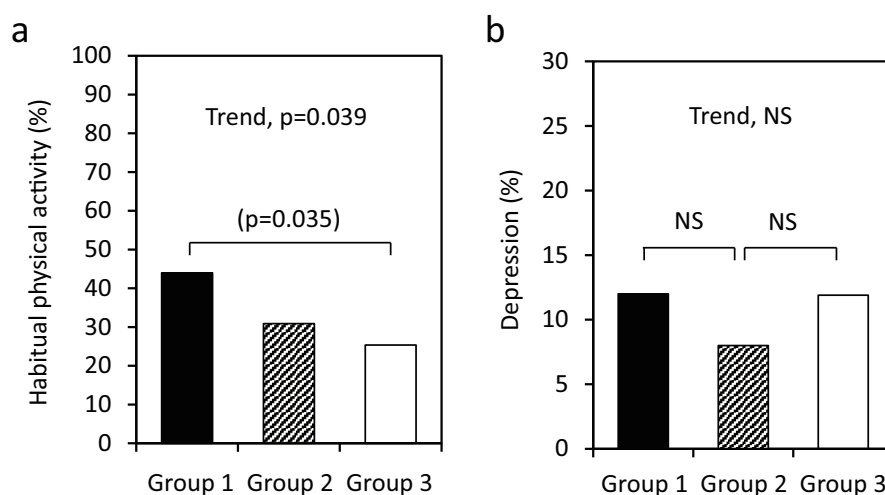 a
Habitual physical activity (%)
100
90
80
70
60
50
40
30
20
10
0
Trend, p=0.039
(p=0.035)
Group 1 Group 2 Group 3
b
Depression (%)
30
25
20
15
10
5
0
Trend, NS
NS NS
Group 1 Group 2 Group 3